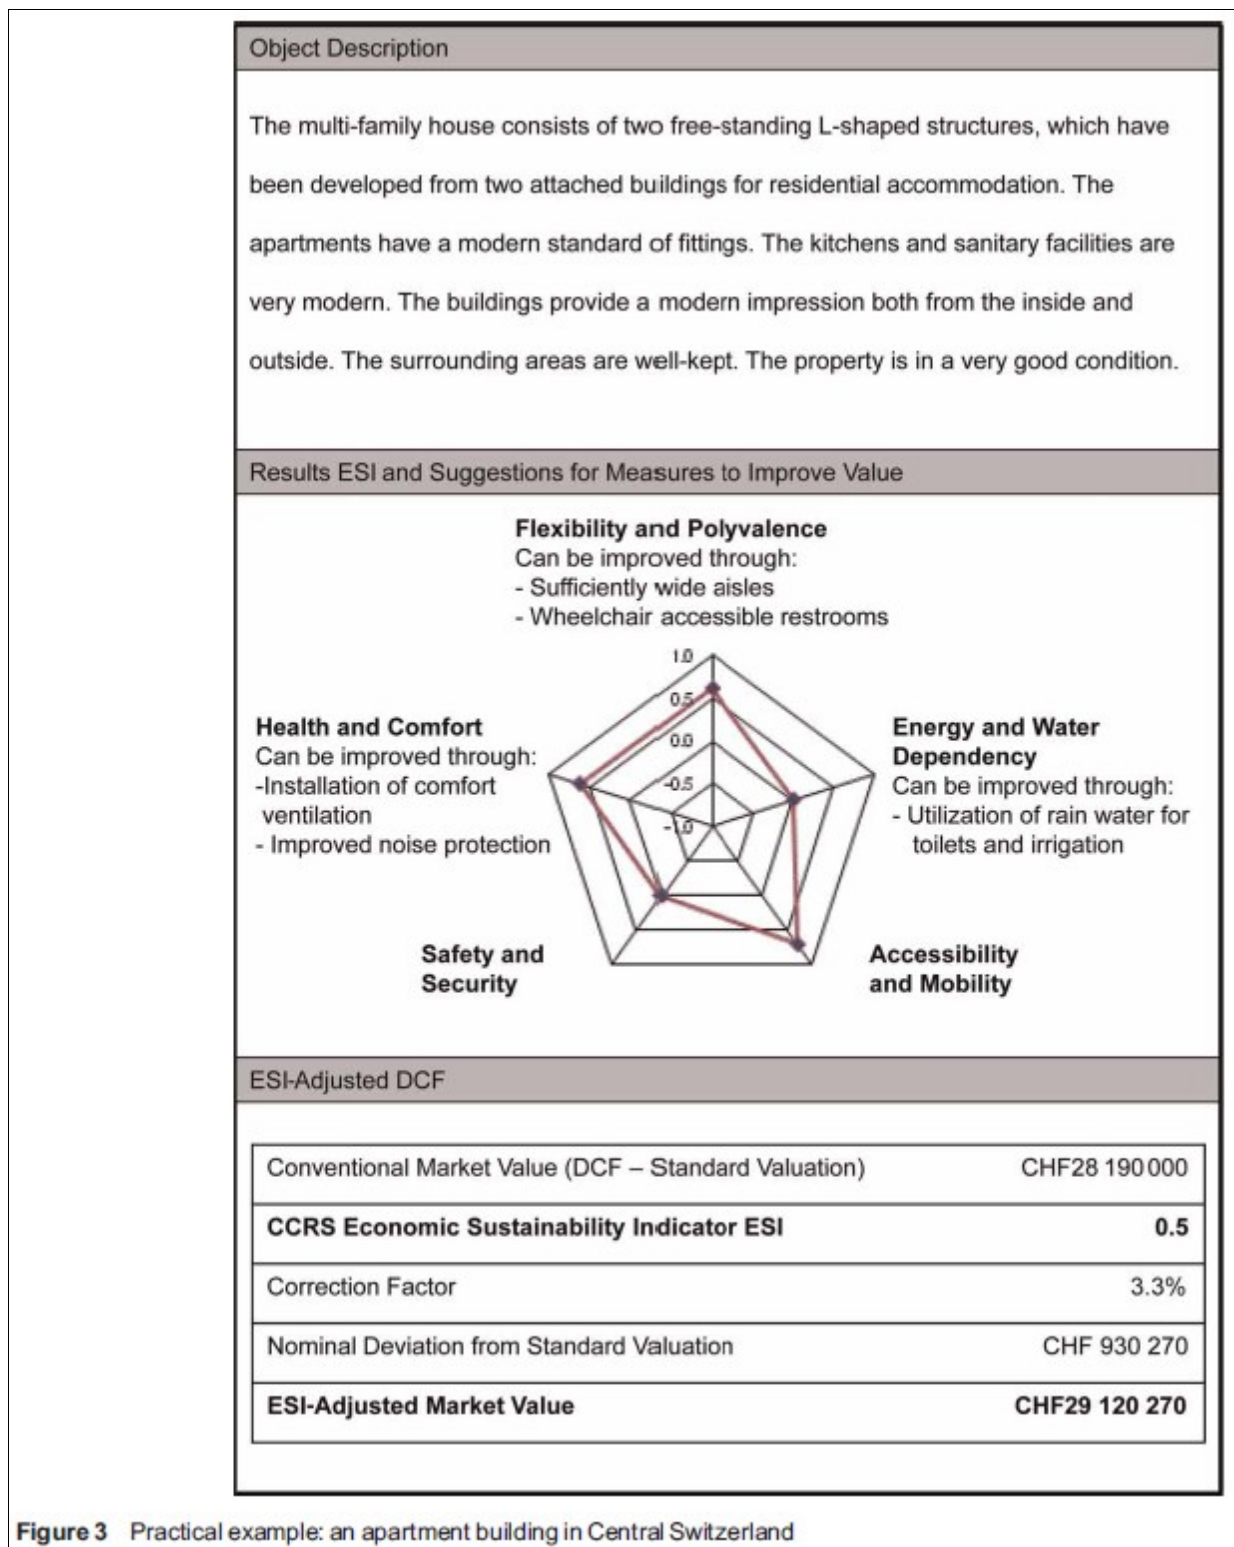 Object Description
The multi-family house consists of two free-standing L-shaped structures, which have
been developed from two attached buildings for residential accommodation. The
apartments have a modern standard of fittings. The kitchens and sanitary facilities are
very modern. The buildings provide a modern impression both from the inside and
outside. The surrounding areas are well-kept. The property is in a very good condition.
Results ESI and Suggestions for Measures to Improve Value
Flexibility and Polyvalence
Can be improved through:
- Sufficiently wide aisles
- Wheelchair accessible restrooms
1.0
0.5
0.0
-0.5
-1.0
Health and Comfort
Can be improved through:
-Installation of comfort
ventilation
- Improved noise protection
Energy and Water
Dependency
Can be improved through:
- Utilization of rain water for
toilets and irrigation
Safety and
Security
Accessibility
and Mobility
ESI-Adjusted DCF
Conventional Market Value (DCF – Standard Valuation) CHF28 190 000
CCRS Economic Sustainability Indicator ESI 0.5
Correction Factor 3.3%
Nominal Deviation from Standard Valuation CHF 930 270
ESI-Adjusted Market Value CHF29 120 270
Figure 3 Practical example: an apartment building in Central Switzerland